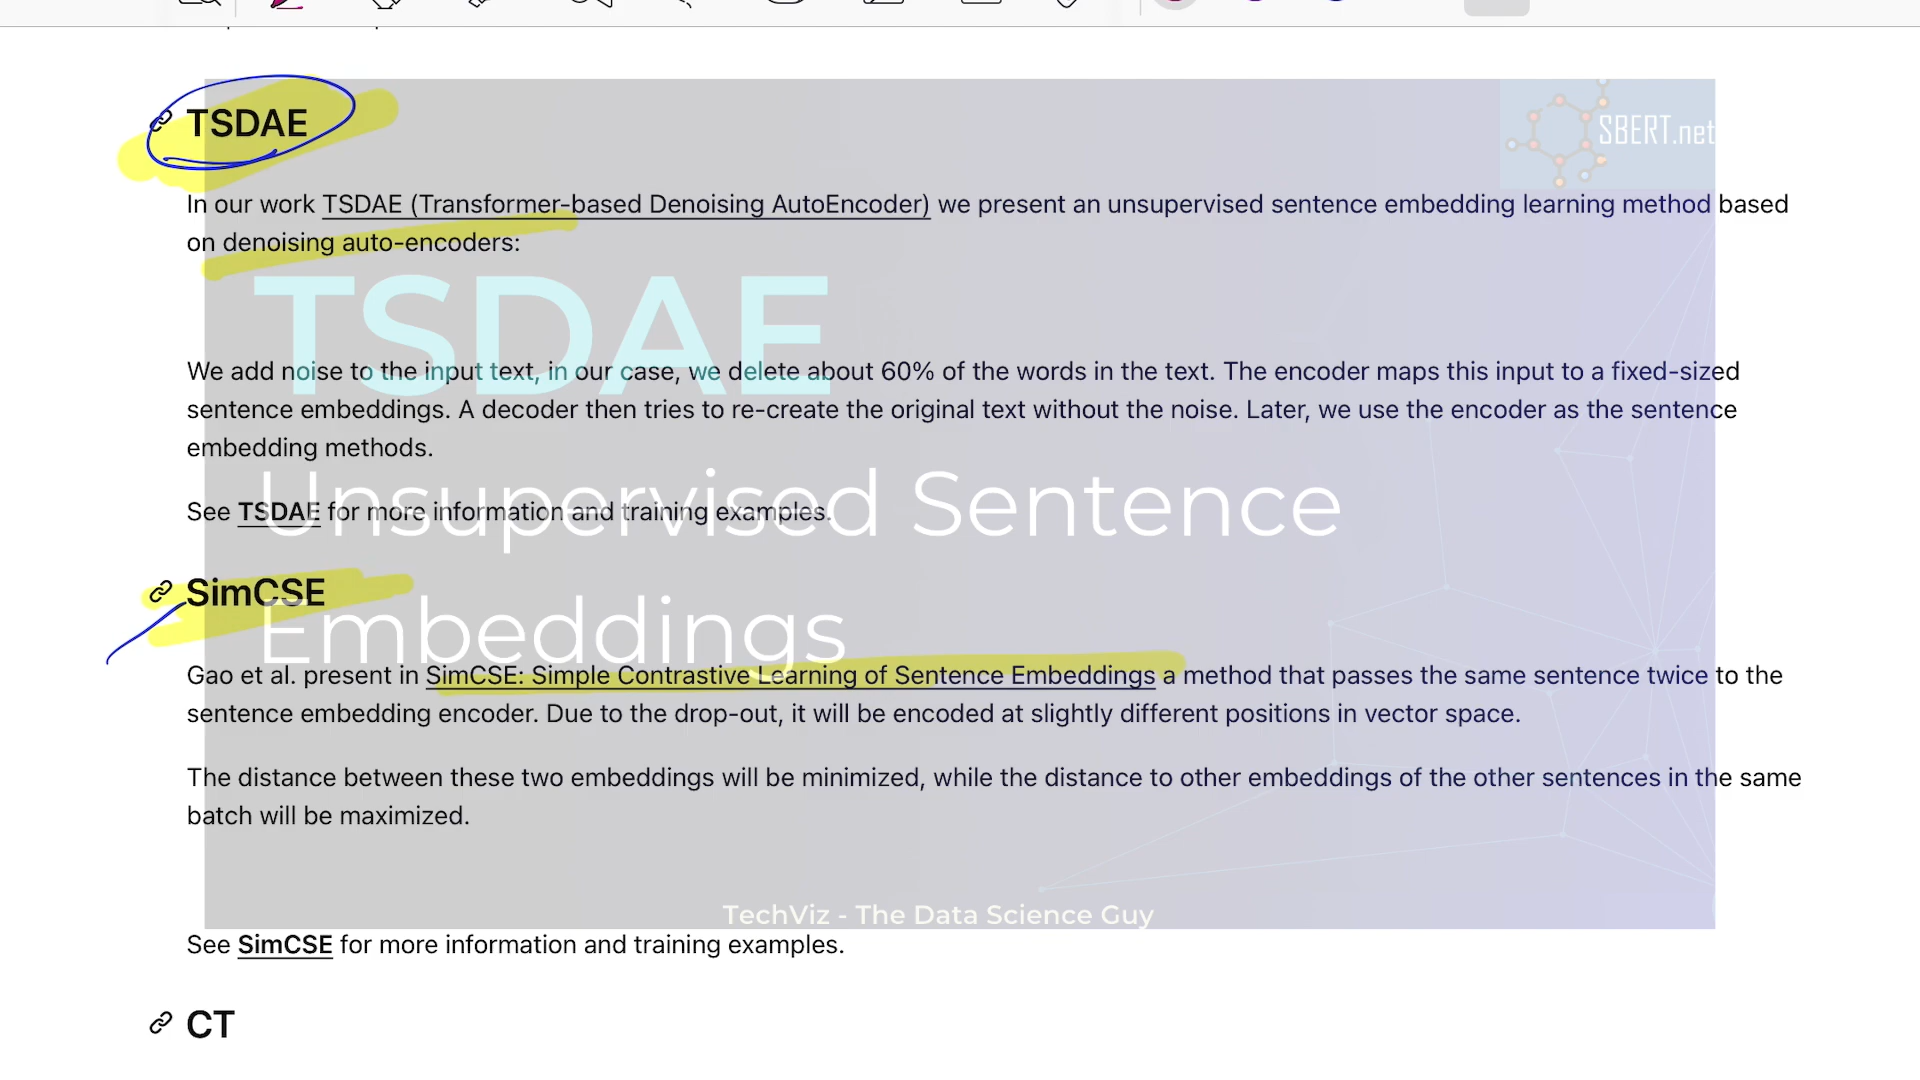 TSDAE
SBERT.net
In our work TSDAE (Transformer-based Denoising AutoEncoder) we present an unsupervised sentence embedding learning method based
on denoising auto-encoders:
TSDAE
We add noise to the input text, in our case, we delete about 60% of the words in the text. The encoder maps this input to a fixed-sized
sentence embeddings. A decoder then tries to re-create the original text without the noise. Later, we use the encoder as the sentence
embedding methods.
Unsupervised Sentence
See TSDAE for more information and training examples.
SimCSE
Embeddings
Gao et al. present in SimCSE: Simple Contrastive Learning of Sentence Embeddings a method that passes the same sentence twice to the
sentence embedding encoder. Due to the drop-out, it will be encoded at slightly different positions in vector space.
The distance between these two embeddings will be minimized, while the distance to other embeddings of the other sentences in the same
batch will be maximized.
TechViz - The Data Science Guy
See SimCSE for more information and training examples.
CT